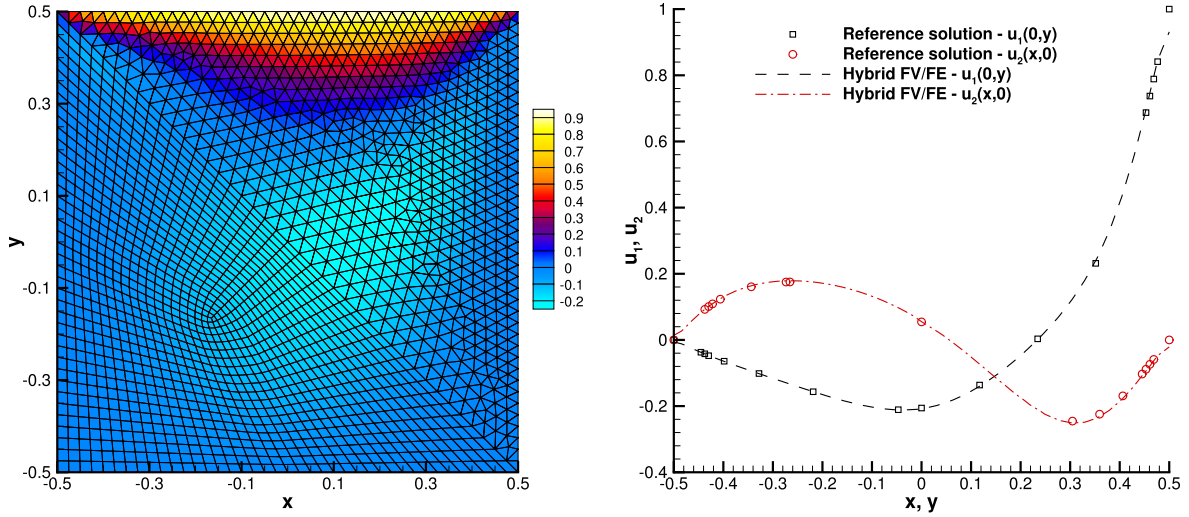 0.5
0.3
0.1
-0.1
-0.3
-0.5
y
-0.5 -0.3 -0.1 0.1 0.3 0.5
x
0.9
0.8
0.7
0.6
0.5
0.4
0.3
0.2
0.1
0
-0.1
-0.2
1
0.8
0.6
0.4
0.2
0
-0.2
-0.4
u₁, u₂
Reference solution - u₁(0,y)
Reference solution - u₂(x,0)
Hybrid FV/FE - u₁(0,y)
Hybrid FV/FE - u₂(x,0)
-0.5 -0.4 -0.3 -0.2 -0.1 0 0.1 0.2 0.3 0.4 0.5
x, y